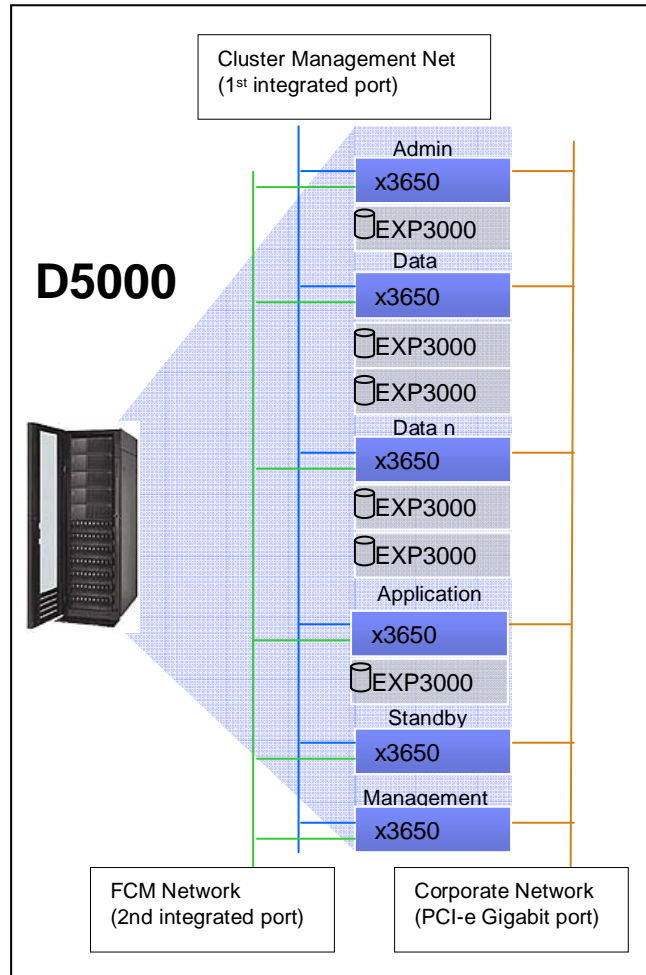 Cluster Management Net
(1st integrated port)
Admin
x3650
EXP3000
D5000
Data
x3650
EXP3000
EXP3000
Data n
x3650
EXP3000
EXP3000
Application
x3650
EXP3000
Standby
x3650
Management
x3650
FCM Network
(2nd integrated port)
Corporate Network
(PCI-e Gigabit port)